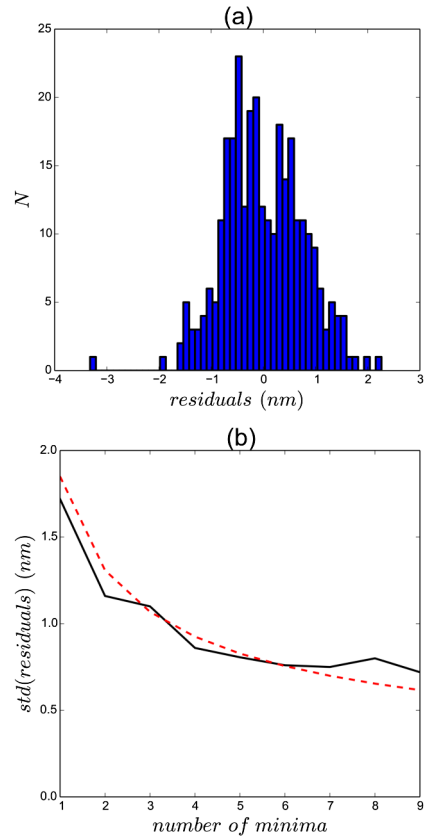 (a)
25
20
15
10
5
0
N
−4 −3 −2 −1 0 1 2 3
residuals (nm)
(b)
2.0
1.5
1.0
0.5
0.0
std(residuals) (nm)
1 2 3 4 5 6 7 8 9
number of minima